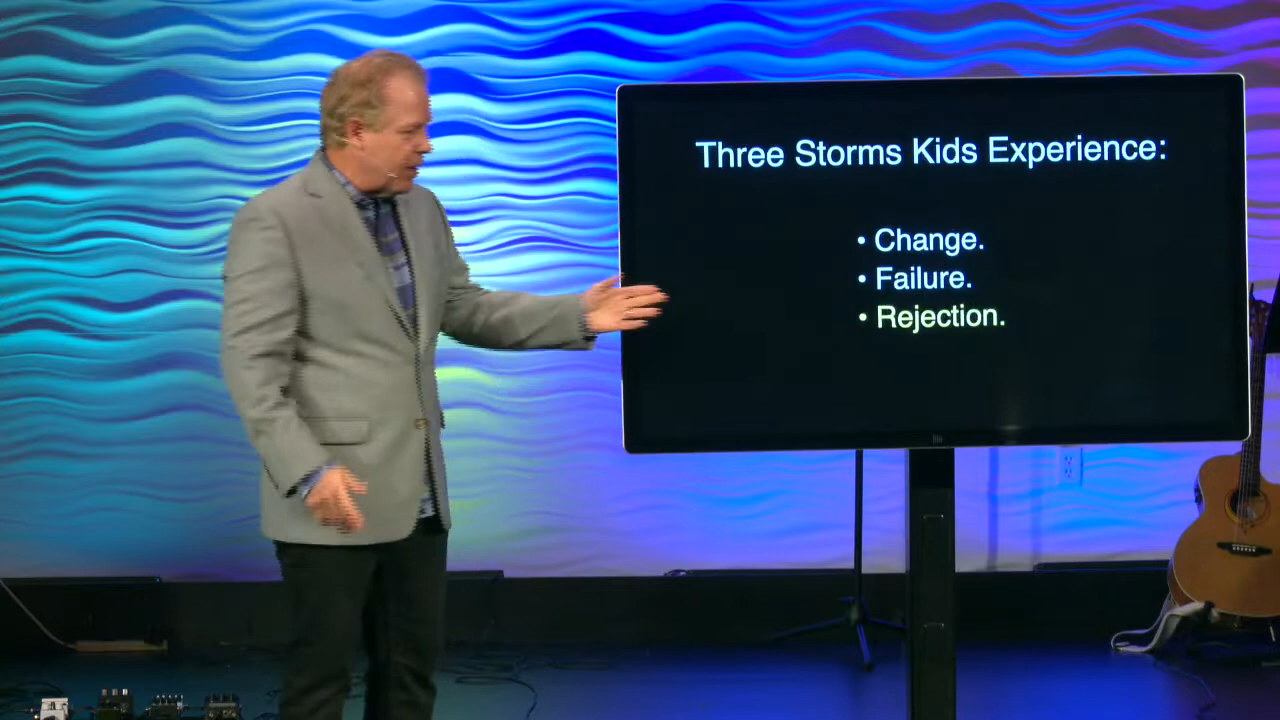 Three Storms Kids Experience:
• Change.
• Failure.
• Rejection.